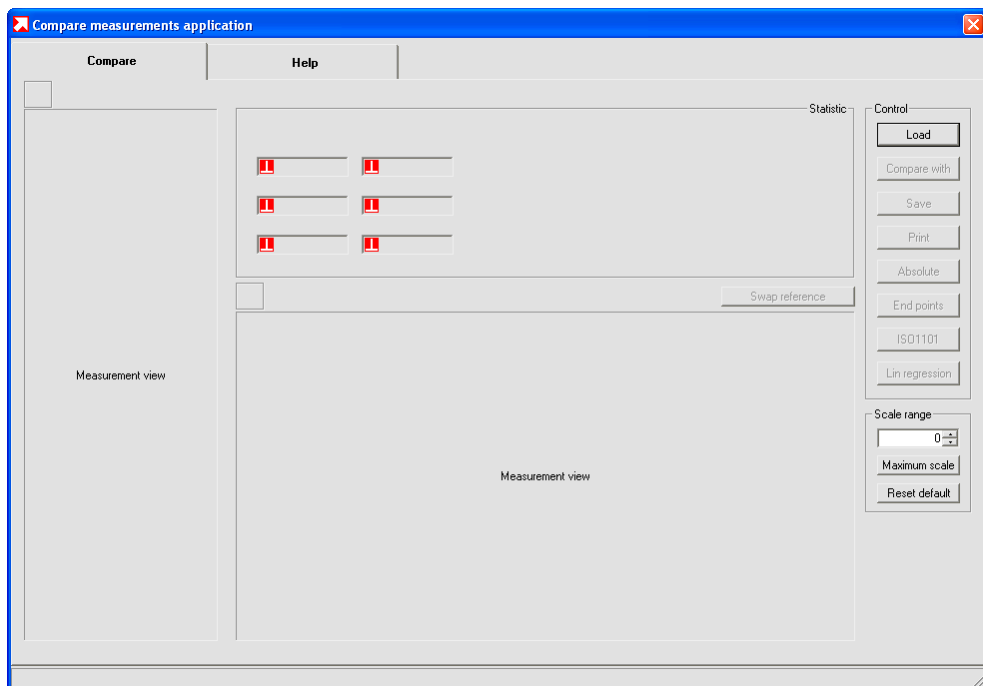 Compare measurements application
Compare
Help
Statistic
Control
Load
Compare with
Save
Print
Absolute
Swap reference
End points
ISO1101
Lin regression
Measurement view
Scale range
0
Maximum scale
Measurement view
Reset default